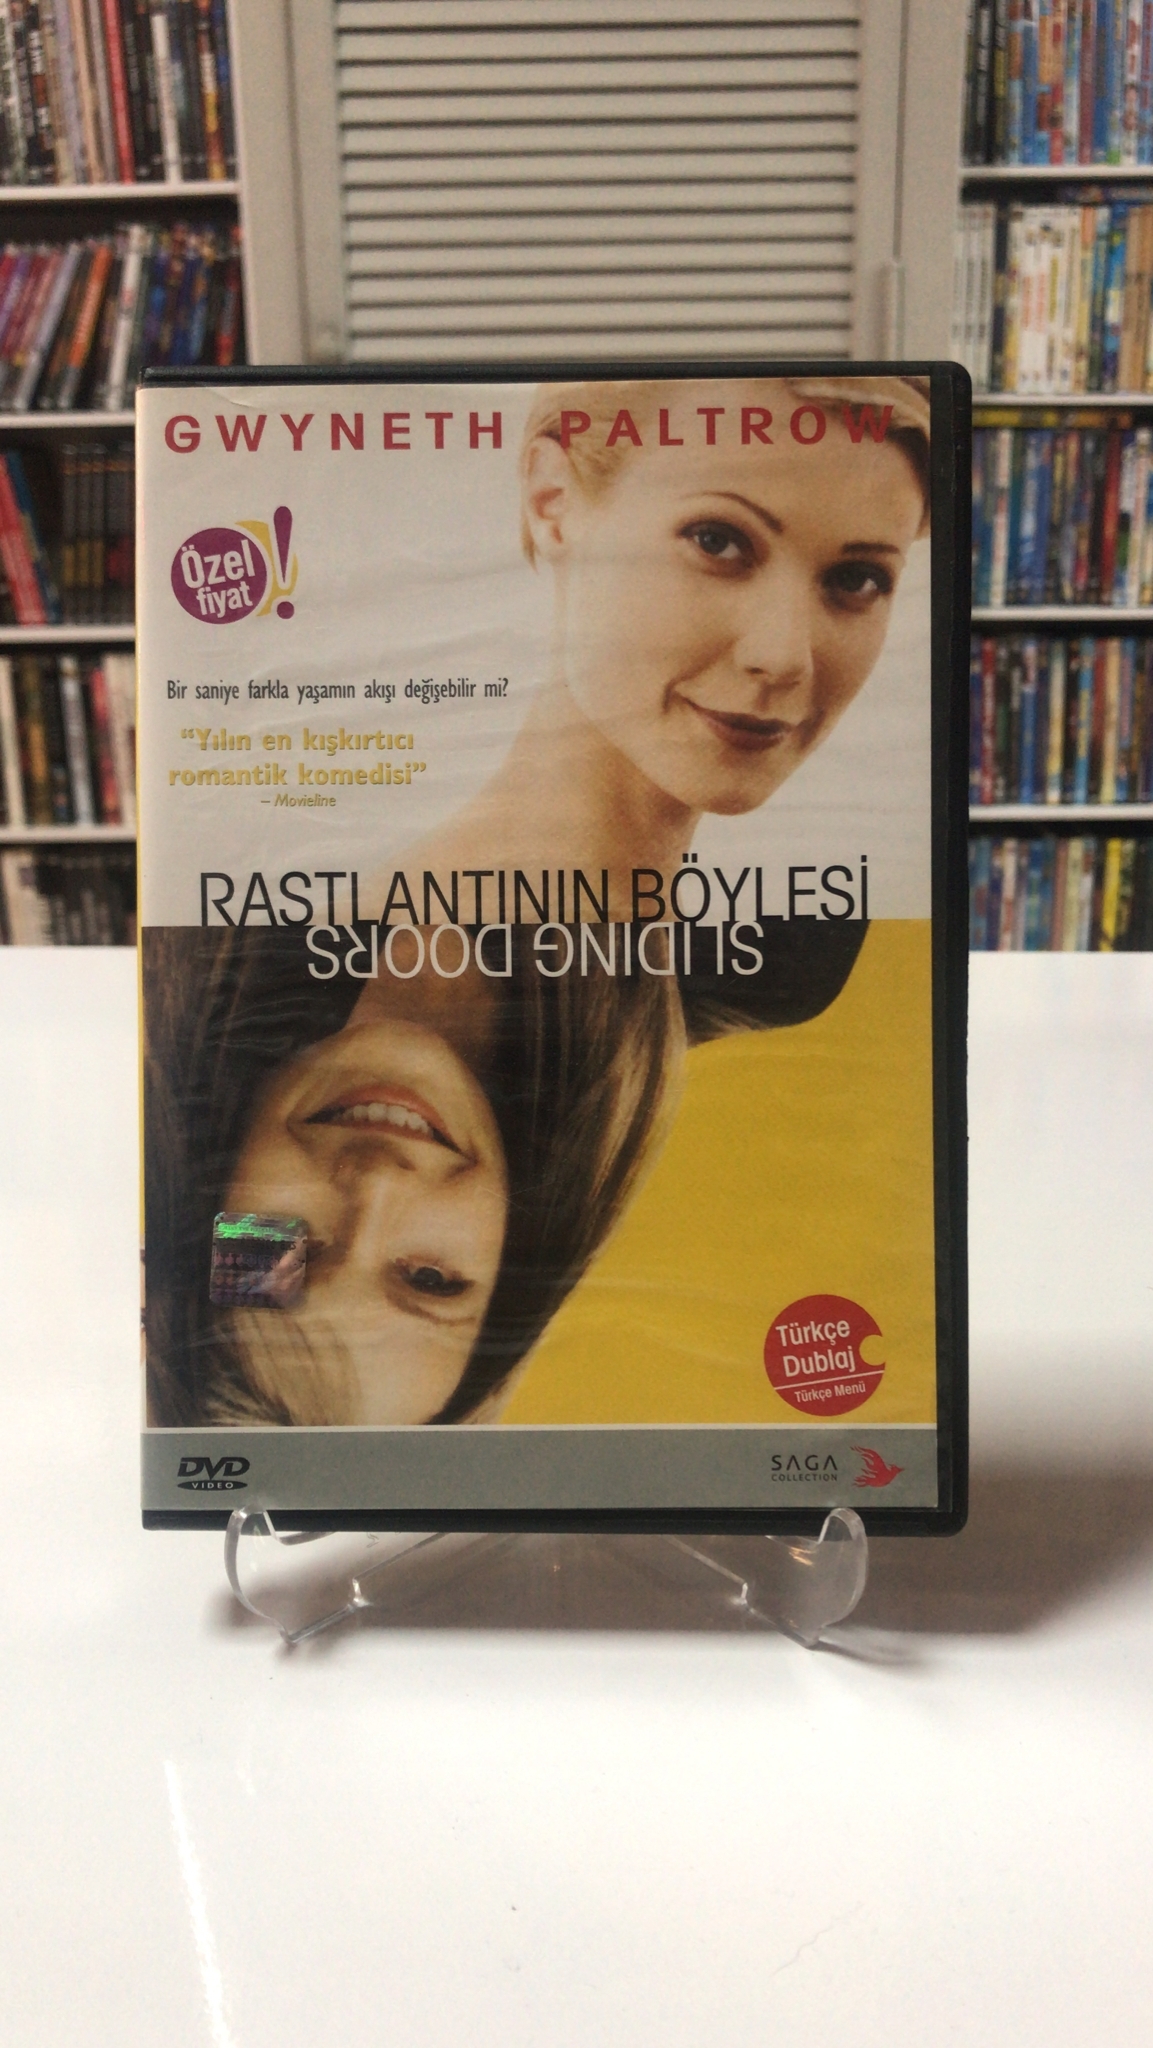 GWYNETH PALTROW
Özel
fiyat
!
Bir saniye farkla yaşamın akışı değişebilir mi?
“Yılın en kışkırtıcı
romantik komedisi”
– Movieline
RASTLANTININ BÖYLESİ
SLIDING DOORS
Türkçe
Dublaj
Türkçe Menü
DVD
VIDEO
SAGA
COLLECTION